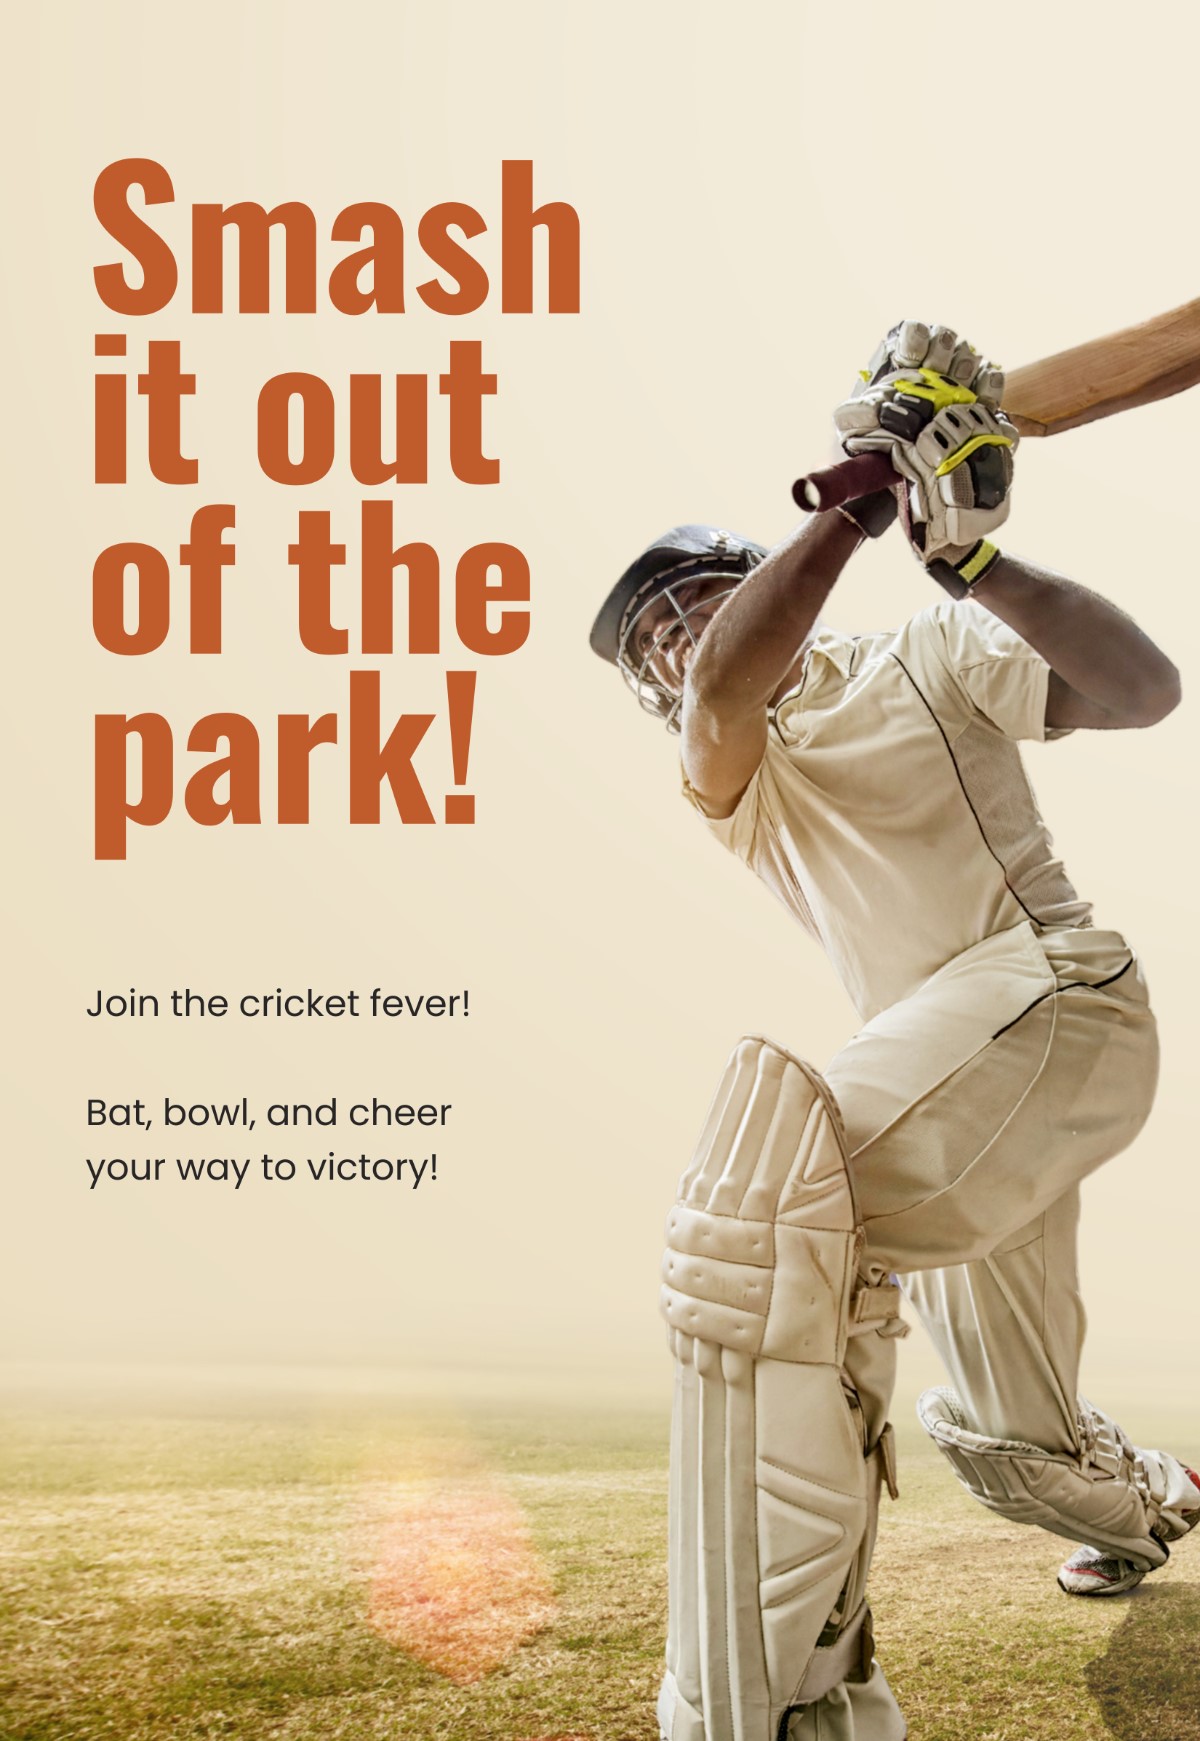 Smash
it out
of the
park!
Join the cricket fever!
Bat, bowl, and cheer
your way to victory!